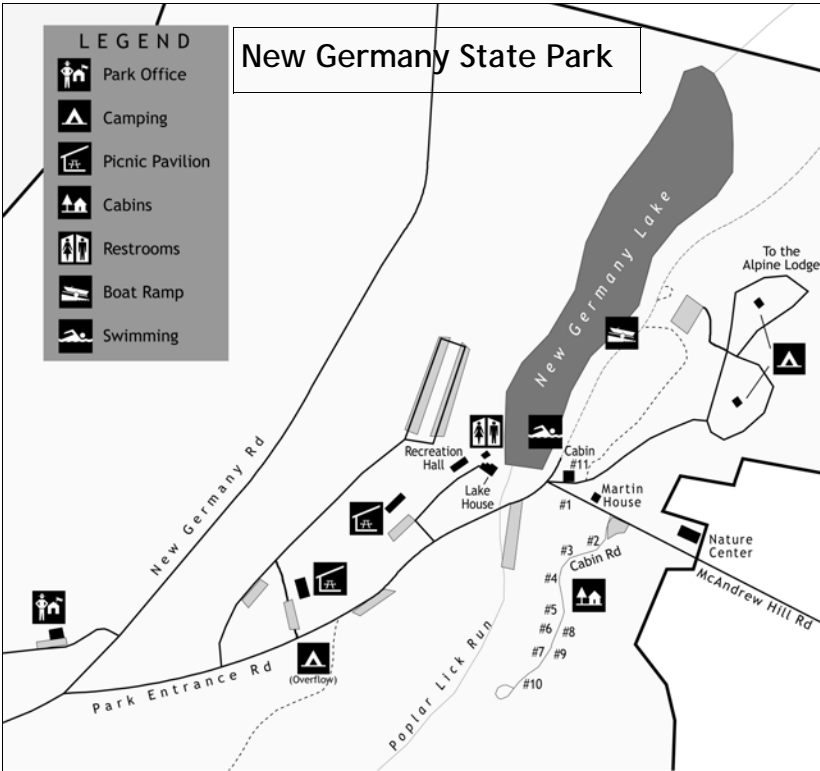 LEGEND
Park Office
Camping
Picnic Pavilion
Cabins
Restrooms
Boat Ramp
Swimming
New Germany State Park
New Germany Lake
To the
Alpine Lodge
New Germany Rd
Recreation
Hall
Lake
House
Cabin
#11
Martin
House
#1
Nature
Center
#2
#3
Cabin Rd
McAndrew Hill Rd
#4
#5
#6
#8
#7
#9
#10
(Overflow)
Park Entrance Rd
Poplar Lick Run